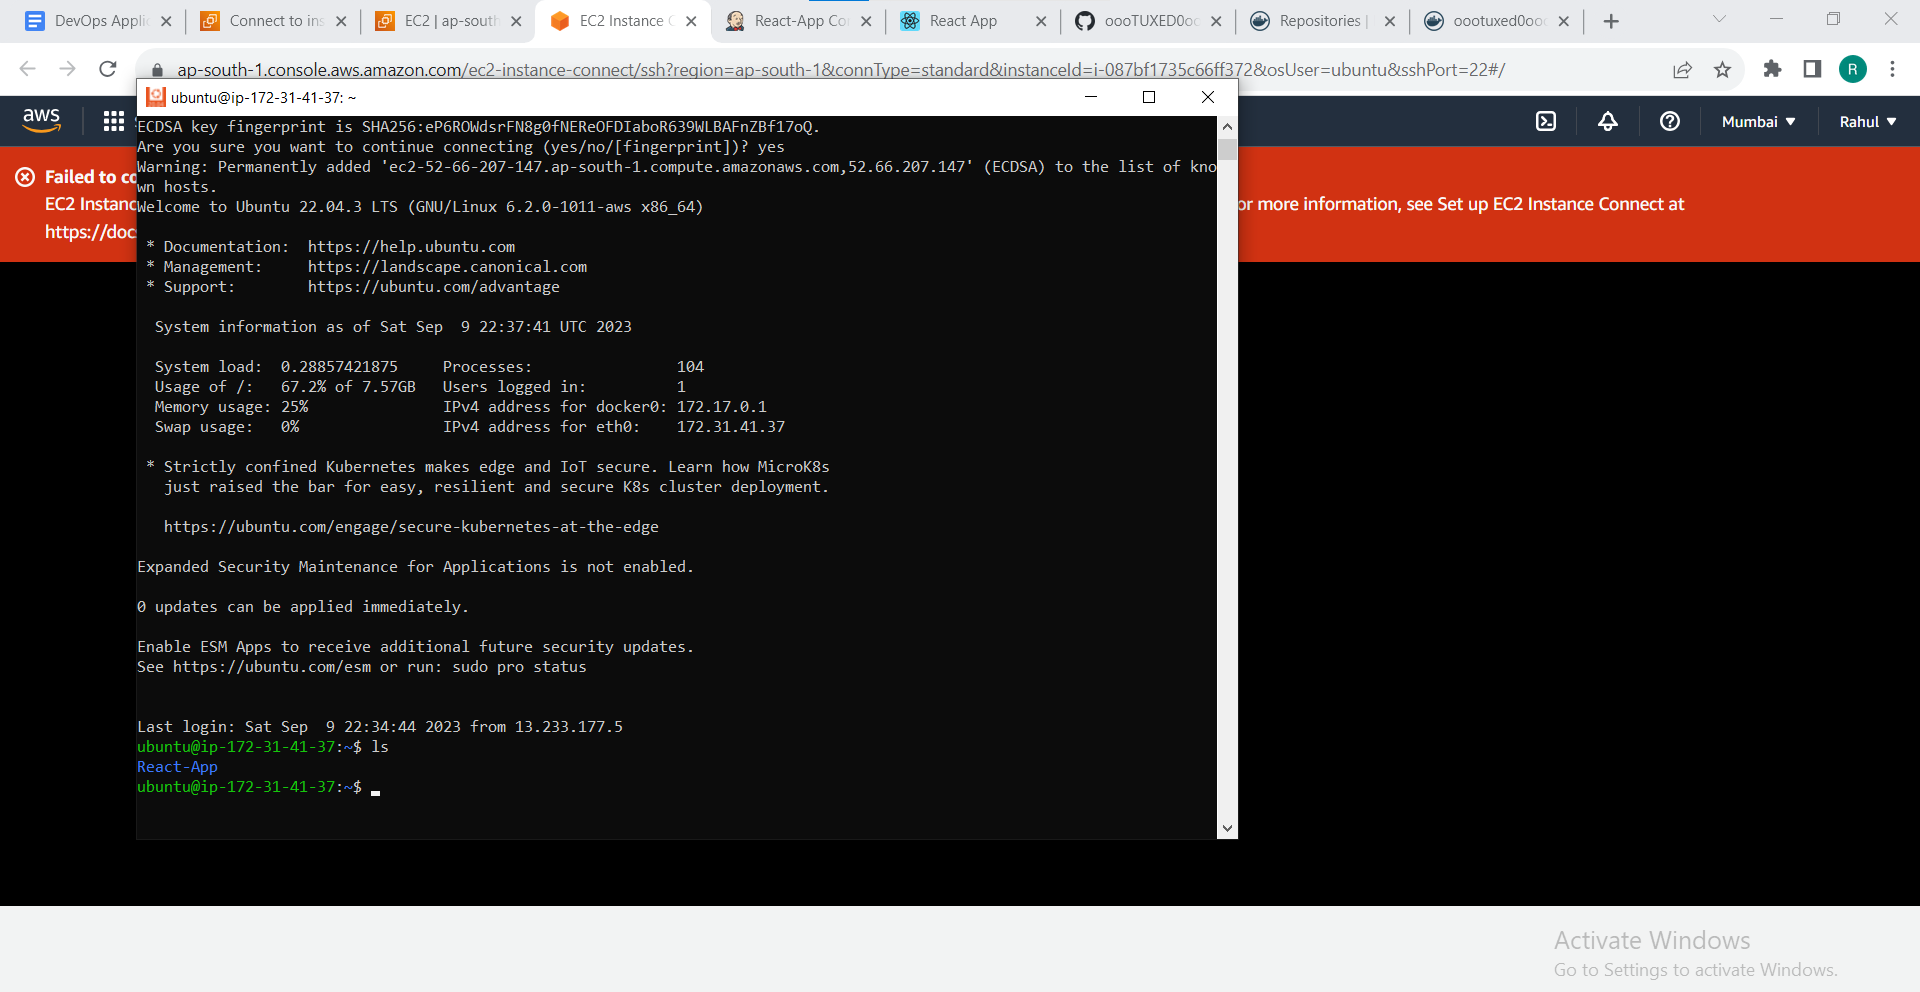 DevOps Appli
Connect to ins
EC2 | ap-south
EC2 Instance C
React-App Co
React App
oooTUXED0oo
Repositories |
oootuxed0oo
ap-south-1.console.aws.amazon.com/ec2-instance-connect/ssh?region=ap-south-1&connType=standard&instanceId=i-087bf1735c66ff372&osUser=ubuntu&sshPort=22#/
R
aws
Mumbai ▼
Rahul ▼
Failed to co
EC2 Instanc
or more information, see Set up EC2 Instance Connect at
https://doc
ubuntu@ip-172-31-41-37: ~
ECDSA key fingerprint is SHA256:eP6ROWdsrFN8g0fNEReOFDIaboR639WLBAFnZBf17oQ.
Are you sure you want to continue connecting (yes/no/[fingerprint])? yes
Warning: Permanently added 'ec2-52-66-207-147.ap-south-1.compute.amazonaws.com,52.66.207.147' (ECDSA) to the list of kno
wn hosts.
Welcome to Ubuntu 22.04.3 LTS (GNU/Linux 6.2.0-1011-aws x86_64)
* Documentation:  https://help.ubuntu.com
* Management:     https://landscape.canonical.com
* Support:        https://ubuntu.com/advantage
System information as of Sat Sep  9 22:37:41 UTC 2023
System load:  0.28857421875     Processes:                104
Usage of /:   67.2% of 7.57GB   Users logged in:          1
Memory usage: 25%               IPv4 address for docker0: 172.17.0.1
Swap usage:   0%                IPv4 address for eth0:    172.31.41.37
* Strictly confined Kubernetes makes edge and IoT secure. Learn how MicroK8s
just raised the bar for easy, resilient and secure K8s cluster deployment.
https://ubuntu.com/engage/secure-kubernetes-at-the-edge
Expanded Security Maintenance for Applications is not enabled.
0 updates can be applied immediately.
Enable ESM Apps to receive additional future security updates.
See https://ubuntu.com/esm or run: sudo pro status
Last login: Sat Sep  9 22:34:44 2023 from 13.233.177.5
ubuntu@ip-172-31-41-37:~$ ls
React-App
ubuntu@ip-172-31-41-37:~$
Activate Windows
Go to Settings to activate Windows.